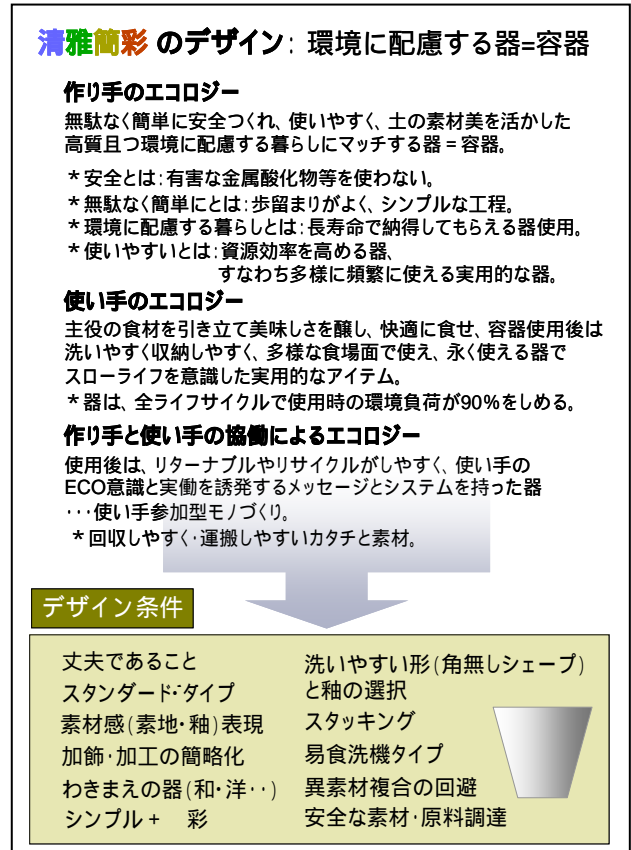 清雅簡彩 のデザイン: 環境に配慮する器=容器
作り手のエコロジー
無駄なく簡単に安全つくれ、使いやすく、土の素材美を活かした
高質且つ環境に配慮する暮らしにマッチする器＝容器。
＊安全とは:有害な金属酸化物等を使わない。
＊無駄なく簡単にとは:歩留まりがよく、シンプルな工程。
＊環境に配慮する暮らしとは:長寿命で納得してもらえる器使用。
＊使いやすいとは:資源効率を高める器、
すなわち多様に頻繁に使える実用的な器。
使い手のエコロジー
主役の食材を引き立て美味しさを醸し、快適に食せ、容器使用後は
洗いやすく収納しやすく、多様な食場面で使え、永く使える器で
スローライフを意識した実用的なアイテム。
＊器は、全ライフサイクルで使用時の環境負荷が90%をしめる。
作り手と使い手の協働によるエコロジー
使用後は、リターナブルやリサイクルがしやすく、使い手の
ECO意識と実働を誘発するメッセージとシステムを持った器
･･･使い手参加型モノづくり。
＊回収しやすく･運搬しやすいカタチと素材。
デザイン条件
丈夫であること
スタンダード･タイプ
素材感(素地･釉)表現
加飾･加工の簡略化
わきまえの器(和･洋･･)
シンプル＋　彩
洗いやすい形(角無しシェープ)
と釉の選択
スタッキング
易食洗機タイプ
異素材複合の回避
安全な素材･原料調達